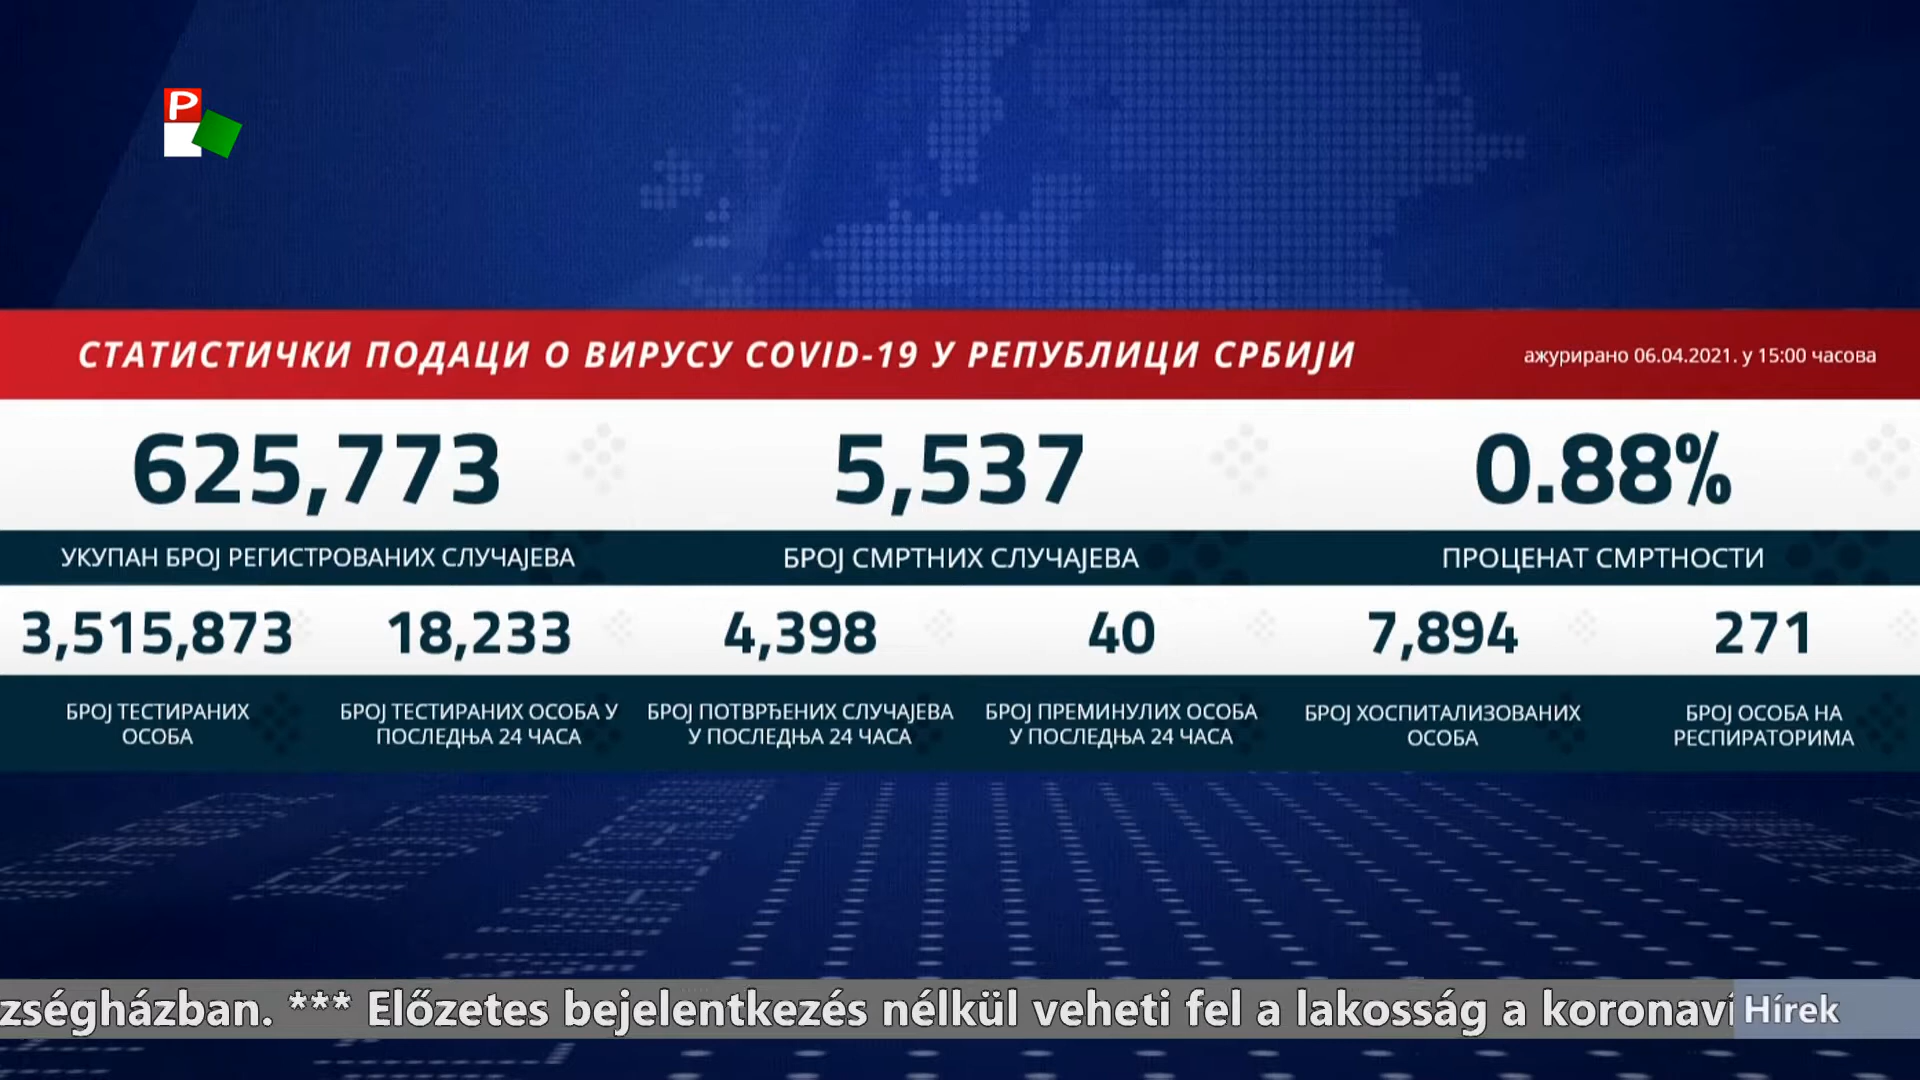 P
СТАТИСТИЧКИ ПОДАЦИ О ВИРУСУ COVID-19 У РЕПУБЛИЦИ СРБИЈИ
ажурирано 06.04.2021. у 15:00 часова
625,773
5,537
0.88%
УКУПАН БРОЈ РЕГИСТРОВАНИХ СЛУЧАЈЕВА
БРОЈ СМРТНИХ СЛУЧАЈЕВА
ПРОЦЕНАТ СМРТНОСТИ
3,515,873
18,233
4,398
40
7,894
271
БРОЈ ТЕСТИРАНИХ
ОСОБА
БРОЈ ТЕСТИРАНИХ ОСОБА У
ПОСЛЕДЊА 24 ЧАСА
БРОЈ ПОТВРЂЕНИХ СЛУЧАЈЕВА
У ПОСЛЕДЊА 24 ЧАСА
БРОЈ ПРЕМИНУЛИХ ОСОБА
У ПОСЛЕДЊА 24 ЧАСА
БРОЈ ХОСПИТАЛИЗОВАНИХ
ОСОБА
БРОЈ ОСОБА НА
РЕСПИРАТОРИМА
zségházban. *** Előzetes bejelentkezés nélkül veheti fel a lakosság a koronaví
Hírek